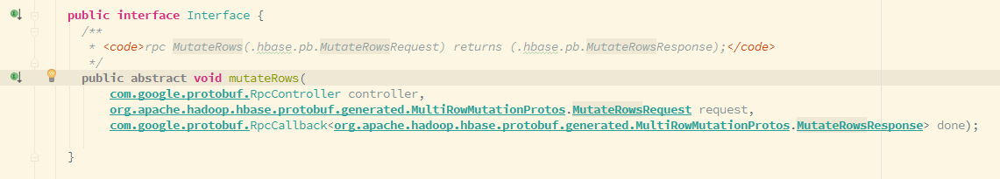 public interface Interface {
/**
* <code>rpc MutateRows(.hbase.pb.MutateRowsRequest) returns (.hbase.pb.MutateRowsResponse);</code>
*/
public abstract void mutateRows(
com.google.protobuf.RpcController controller,
org.apache.hadoop.hbase.protobuf.generated.MultiRowMutationProtos.MutateRowsRequest request,
com.google.protobuf.RpcCallback<org.apache.hadoop.hbase.protobuf.generated.MultiRowMutationProtos.MutateRowsResponse> done);
}